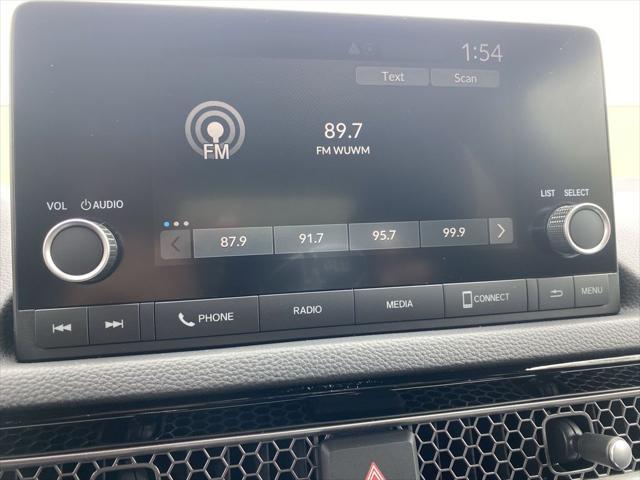 1:54
Text Scan
89.7
FM
FM WUWM
VOL AUDIO
LIST SELECT
87.9 91.7 95.7 99.9
PHONE RADIO MEDIA CONNECT MENU